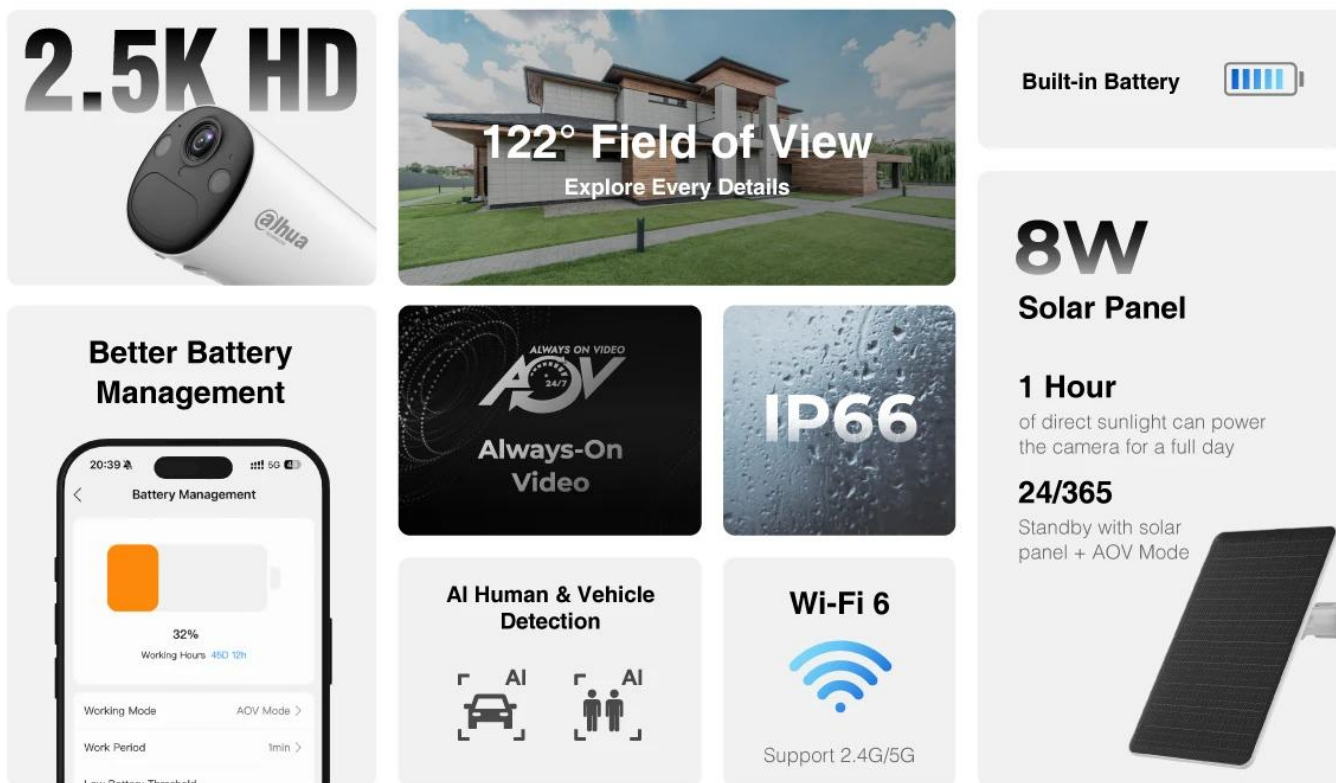 2.5K HD
alhua
122° Field of View
Explore Every Details
Built-in Battery
8W
Solar Panel
1 Hour
of direct sunlight can power
the camera for a full day
24/365
Standby with solar
panel + AOV Mode
Better Battery
Management
20:39
5G
Battery Management
32%
Working Hours 45D 12h
Working Mode AOV Mode >
Work Period 1min >
Low Battery Threshold
ALWAYS ON VIDEO
AOV
24/7
Always-On
Video
IP66
AI Human & Vehicle
Detection
AI
AI
Wi-Fi 6
Support 2.4G/5G